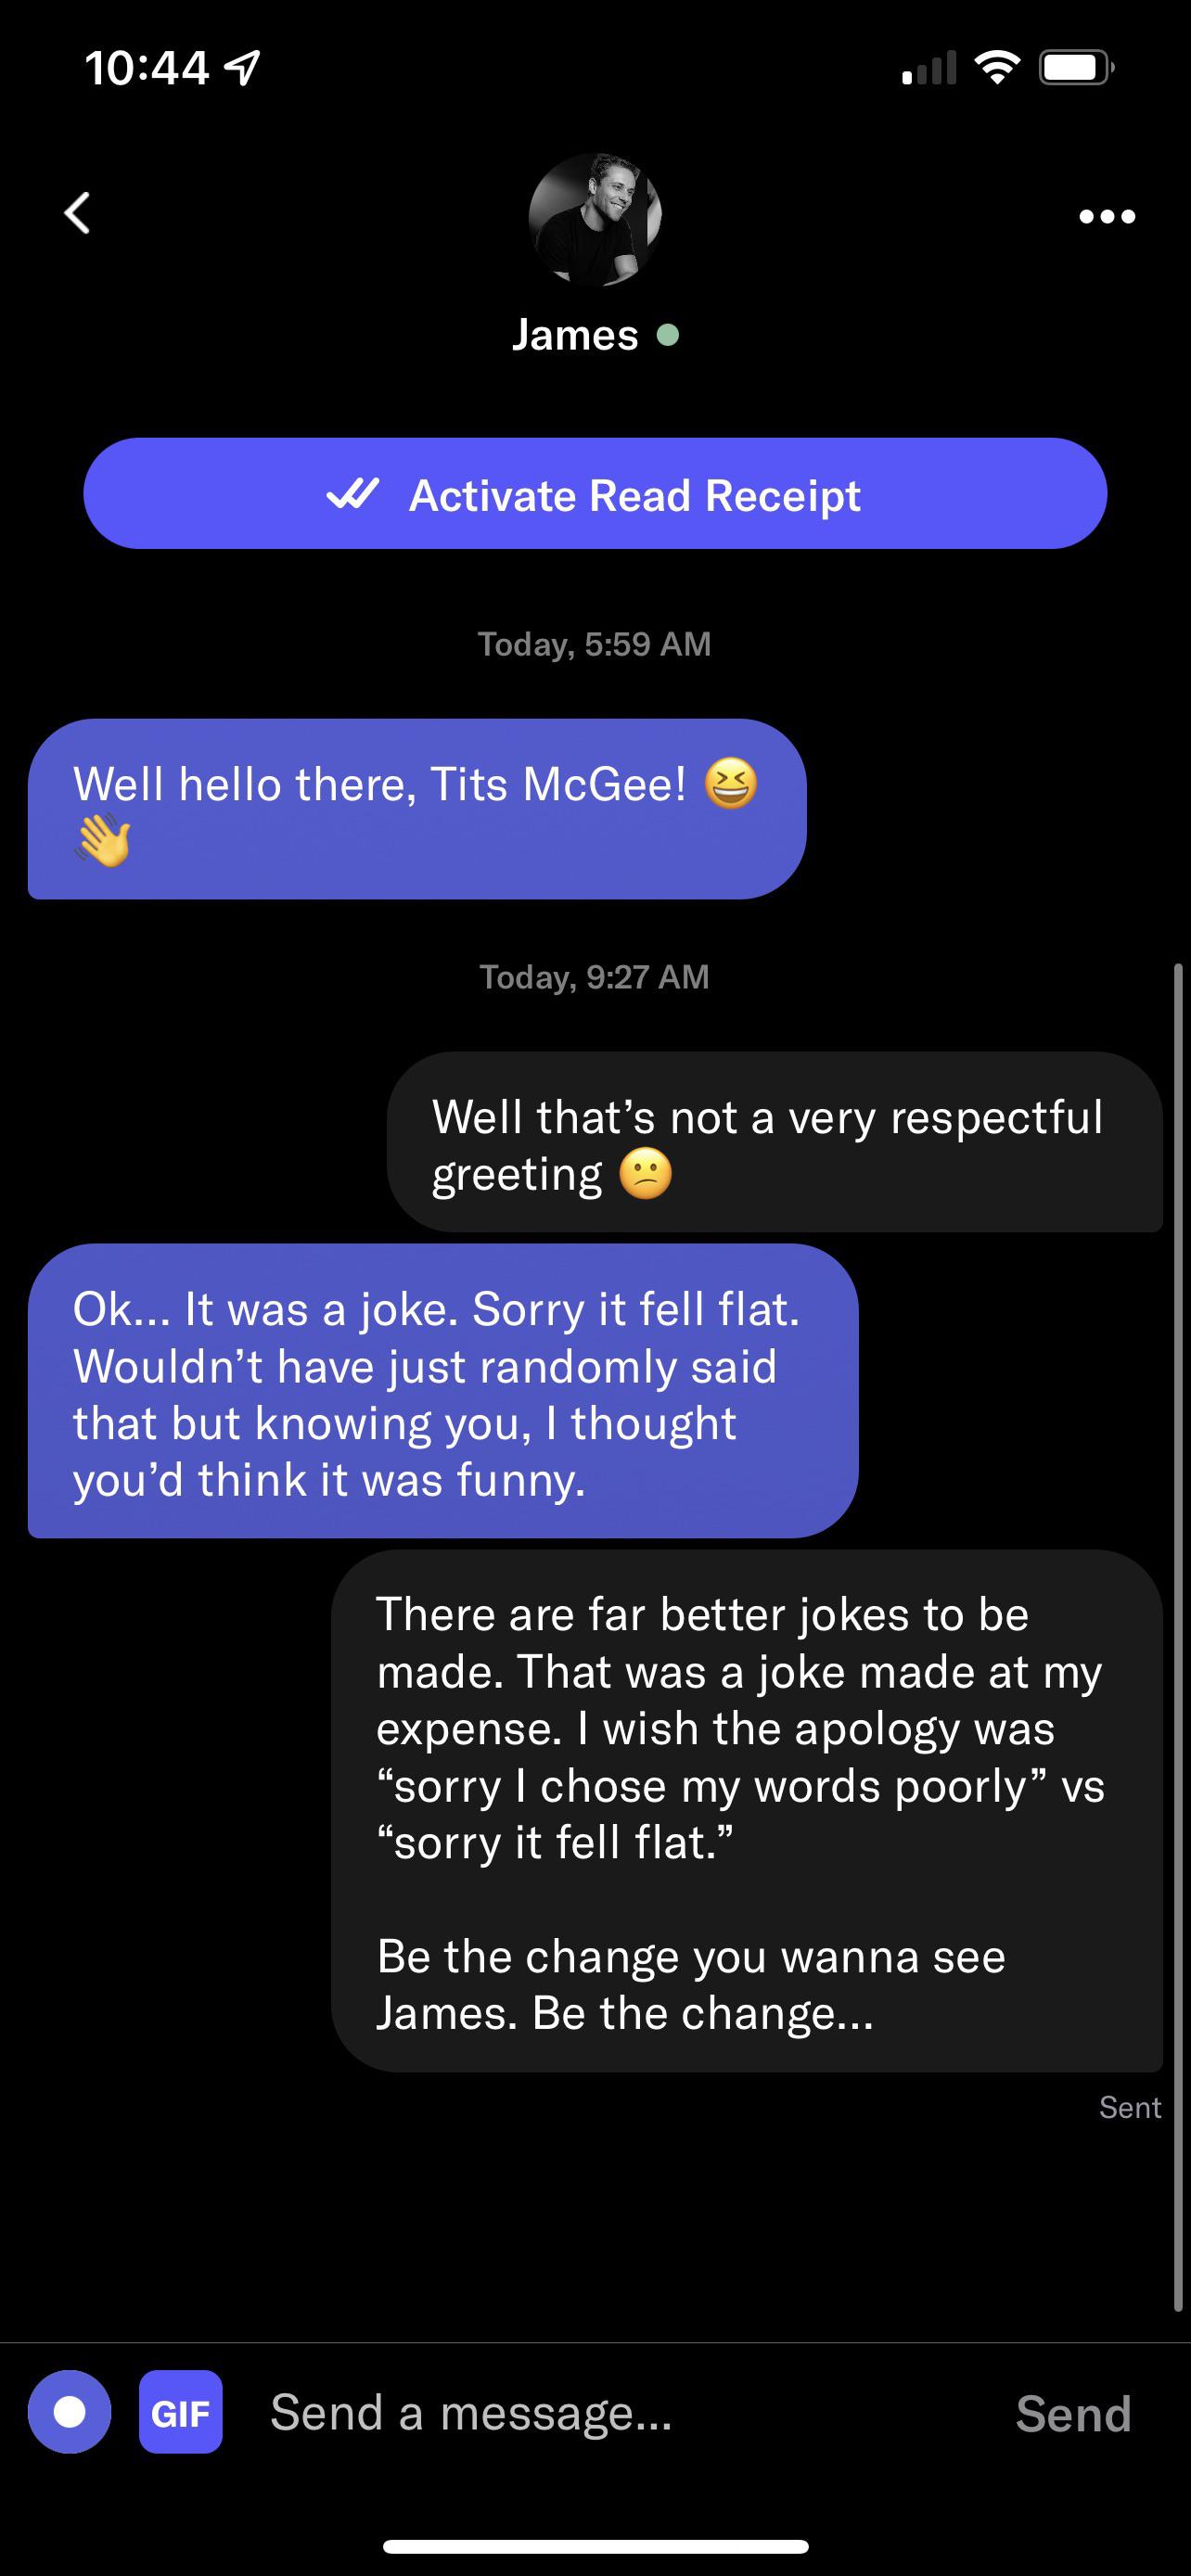 10:44
James
Activate Read Receipt
Today, 5:59 AM
Well hello there, Tits McGee! 😆
👋
Today, 9:27 AM
Well that’s not a very respectful
greeting 😕
Ok... It was a joke. Sorry it fell flat.
Wouldn’t have just randomly said
that but knowing you, I thought
you’d think it was funny.
There are far better jokes to be
made. That was a joke made at my
expense. I wish the apology was
“sorry I chose my words poorly” vs
“sorry it fell flat.”
Be the change you wanna see
James. Be the change...
Sent
GIF
Send a message...
Send